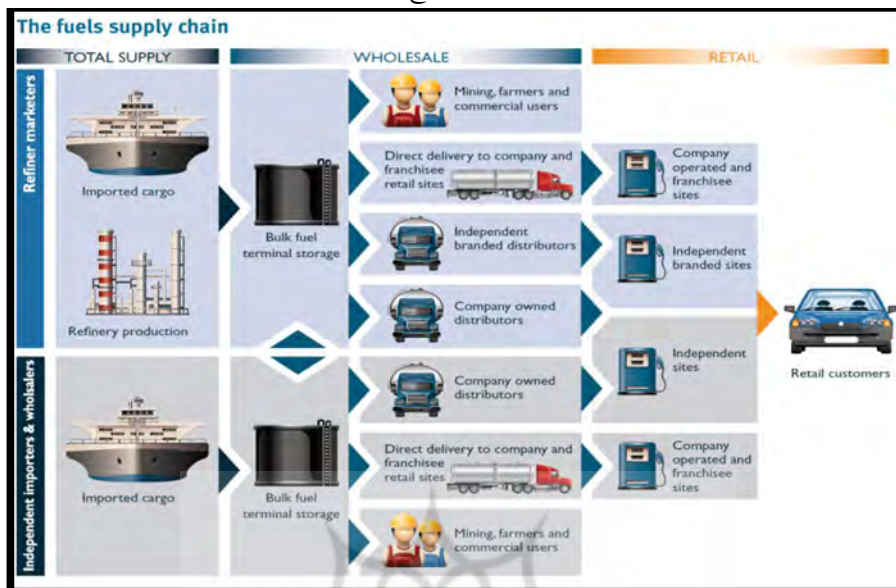 The fuels supply chain
TOTAL SUPPLY
WHOLESALE
RETAIL
Refiner marketers
Imported cargo
Refinery production
Bulk fuel
terminal storage
Mining, farmers and
commercial users
Direct delivery to company and
franchisee
retail sites
Company
operated and
franchisee
sites
Independent
branded distributors
Independent
branded sites
Company owned
distributors
Independent
sites
Retail customers
Independent importers & wholsalers
Imported cargo
Bulk fuel
terminal storage
Company owned
distributors
Direct delivery to company and
franchisee
retail sites
Company
operated and
franchisee
sites
Mining, farmers and
commercial users